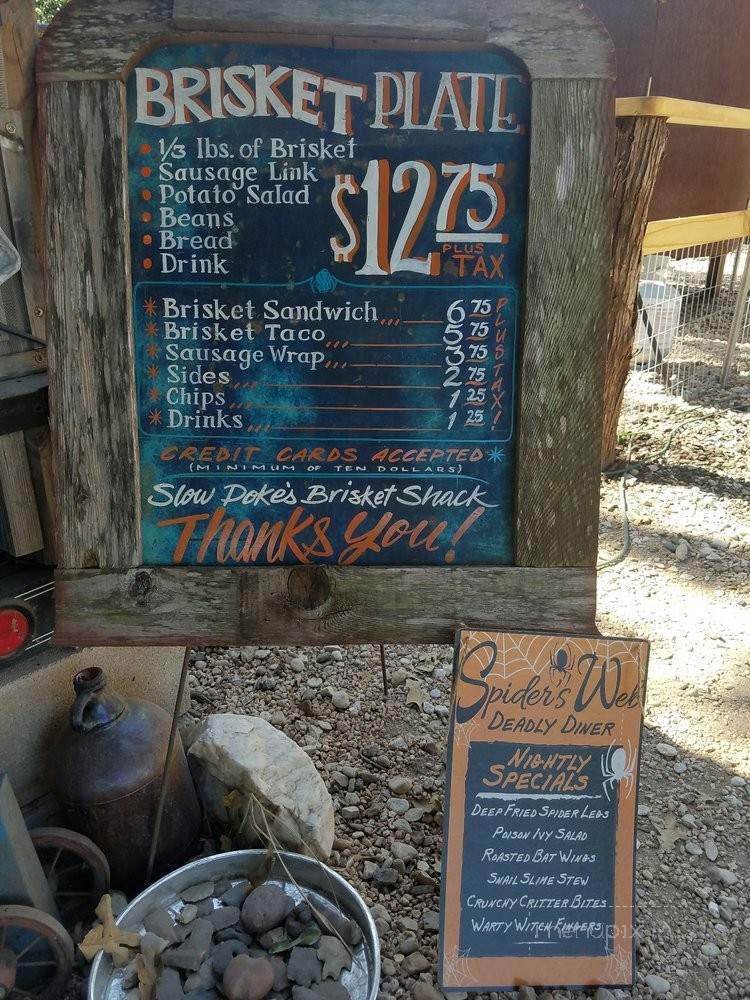 BRISKET PLATE
• 1/3 lbs. of Brisket
• Sausage Link
• Potato Salad
• Beans
• Bread
• Drink
$12.75
PLUS TAX
* Brisket Sandwich,,, 6.75
* Brisket Taco,,, 5.75
* Sausage Wrap,,, 3.75
* Sides,,, 2.75
* Chips,,, 1.25
* Drinks,,, 1.25
PLUS TAX!
CREDIT CARDS ACCEPTED*
(MINIMUM OF TEN DOLLARS)
Slow Poke's Brisket Shack
Thanks You!
Spider's Web
DEADLY DINER
NIGHTLY
SPECIALS
DEEP FRIED SPIDER LEGS
POISON IVY SALAD
ROASTED BAT WINGS
SNAIL SLIME STEW
CRUNCHY CRITTER BITES
WARTY WITCH FINGERS
menupix